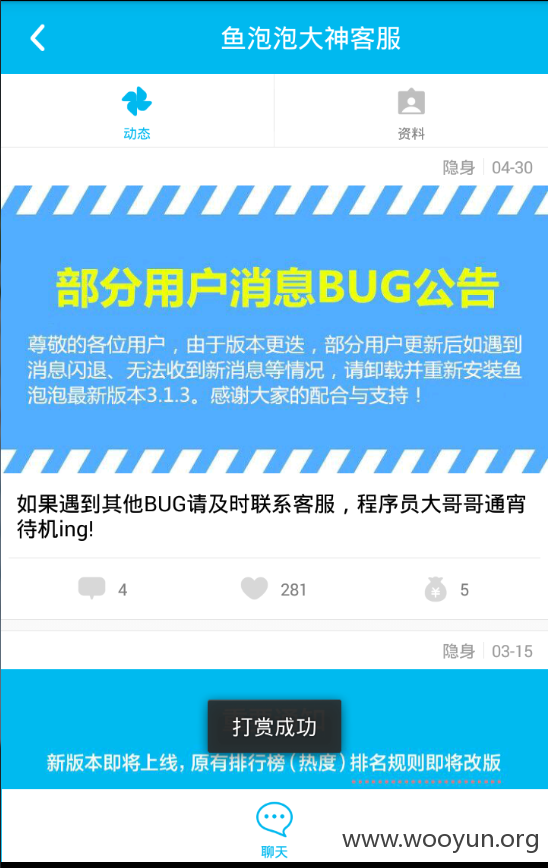 鱼泡泡大神客服
动态
资料
隐身 04-30
部分用户消息BUG公告
尊敬的各位用户，由于版本更迭，部分用户更新后如遇到
消息闪退、无法收到新消息等情况，请卸载并重新安装鱼
泡泡最新版本3.1.3。感谢大家的配合与支持！
如果遇到其他BUG请及时联系客服，程序员大哥哥通宵
待机ing!
4 281 5
隐身 03-15
打赏成功
新版本即将上线，原有排行榜（热度）排名规则即将改版
聊天
www.wooyun.org